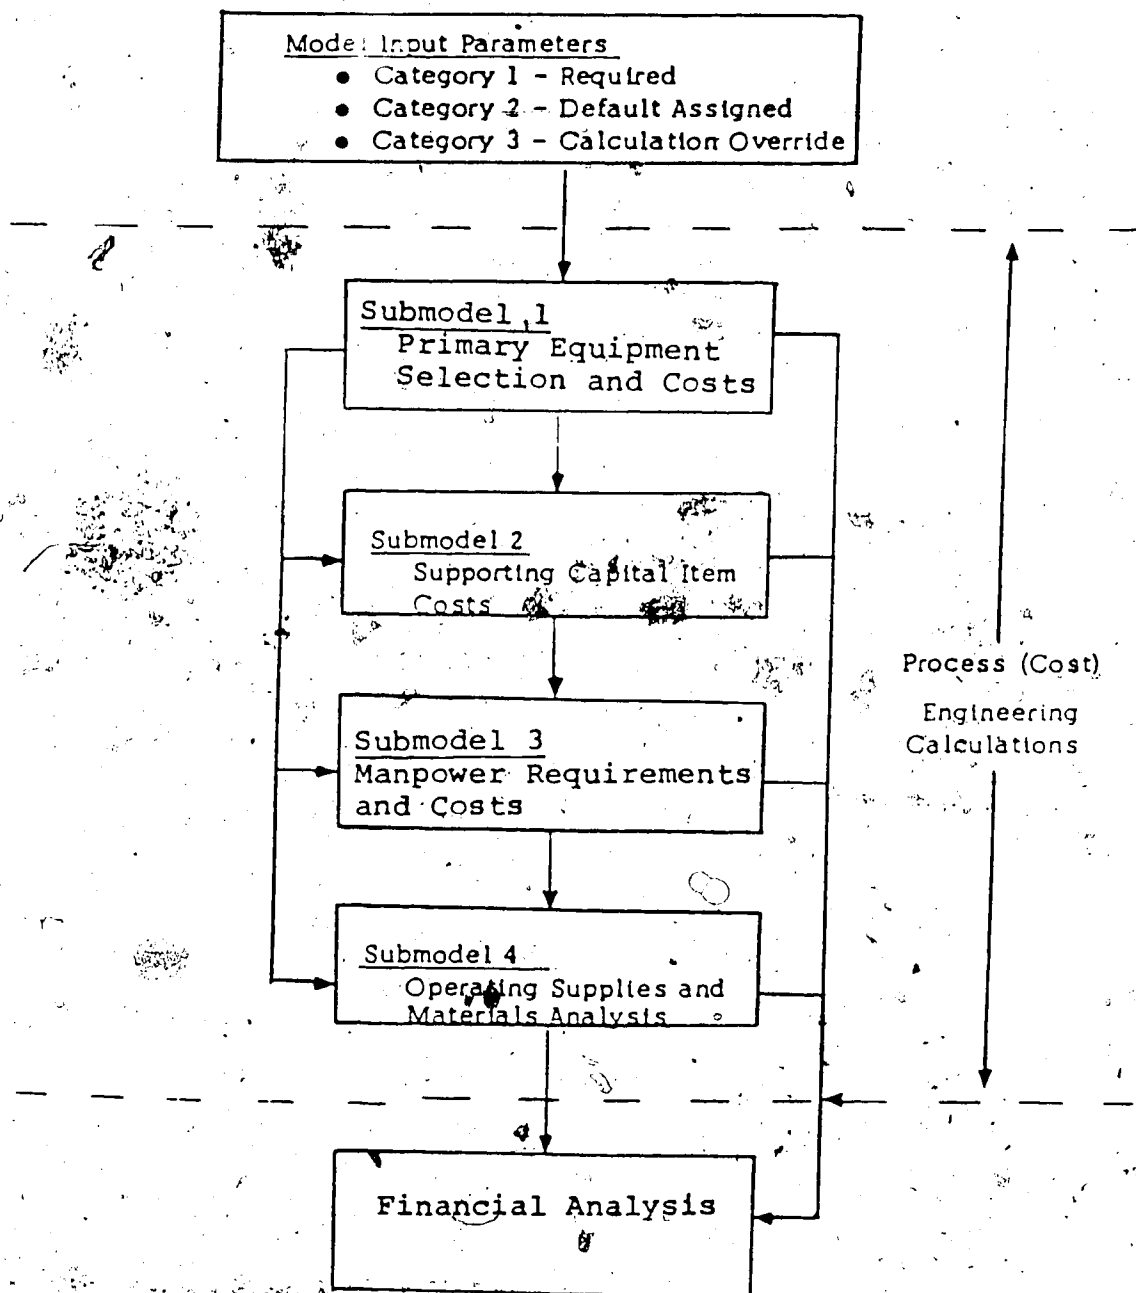 Model Input Parameters
• Category 1 - Required
• Category 2 - Default Assigned
• Category 3 - Calculation Override
Submodel 1
Primary Equipment
Selection and Costs
Submodel 2
Supporting Capital Item
Costs
Submodel 3
Manpower Requirements
and Costs
Submodel 4
Operating Supplies and
Materials Analysis
Process (Cost)
Engineering
Calculations
Financial Analysis